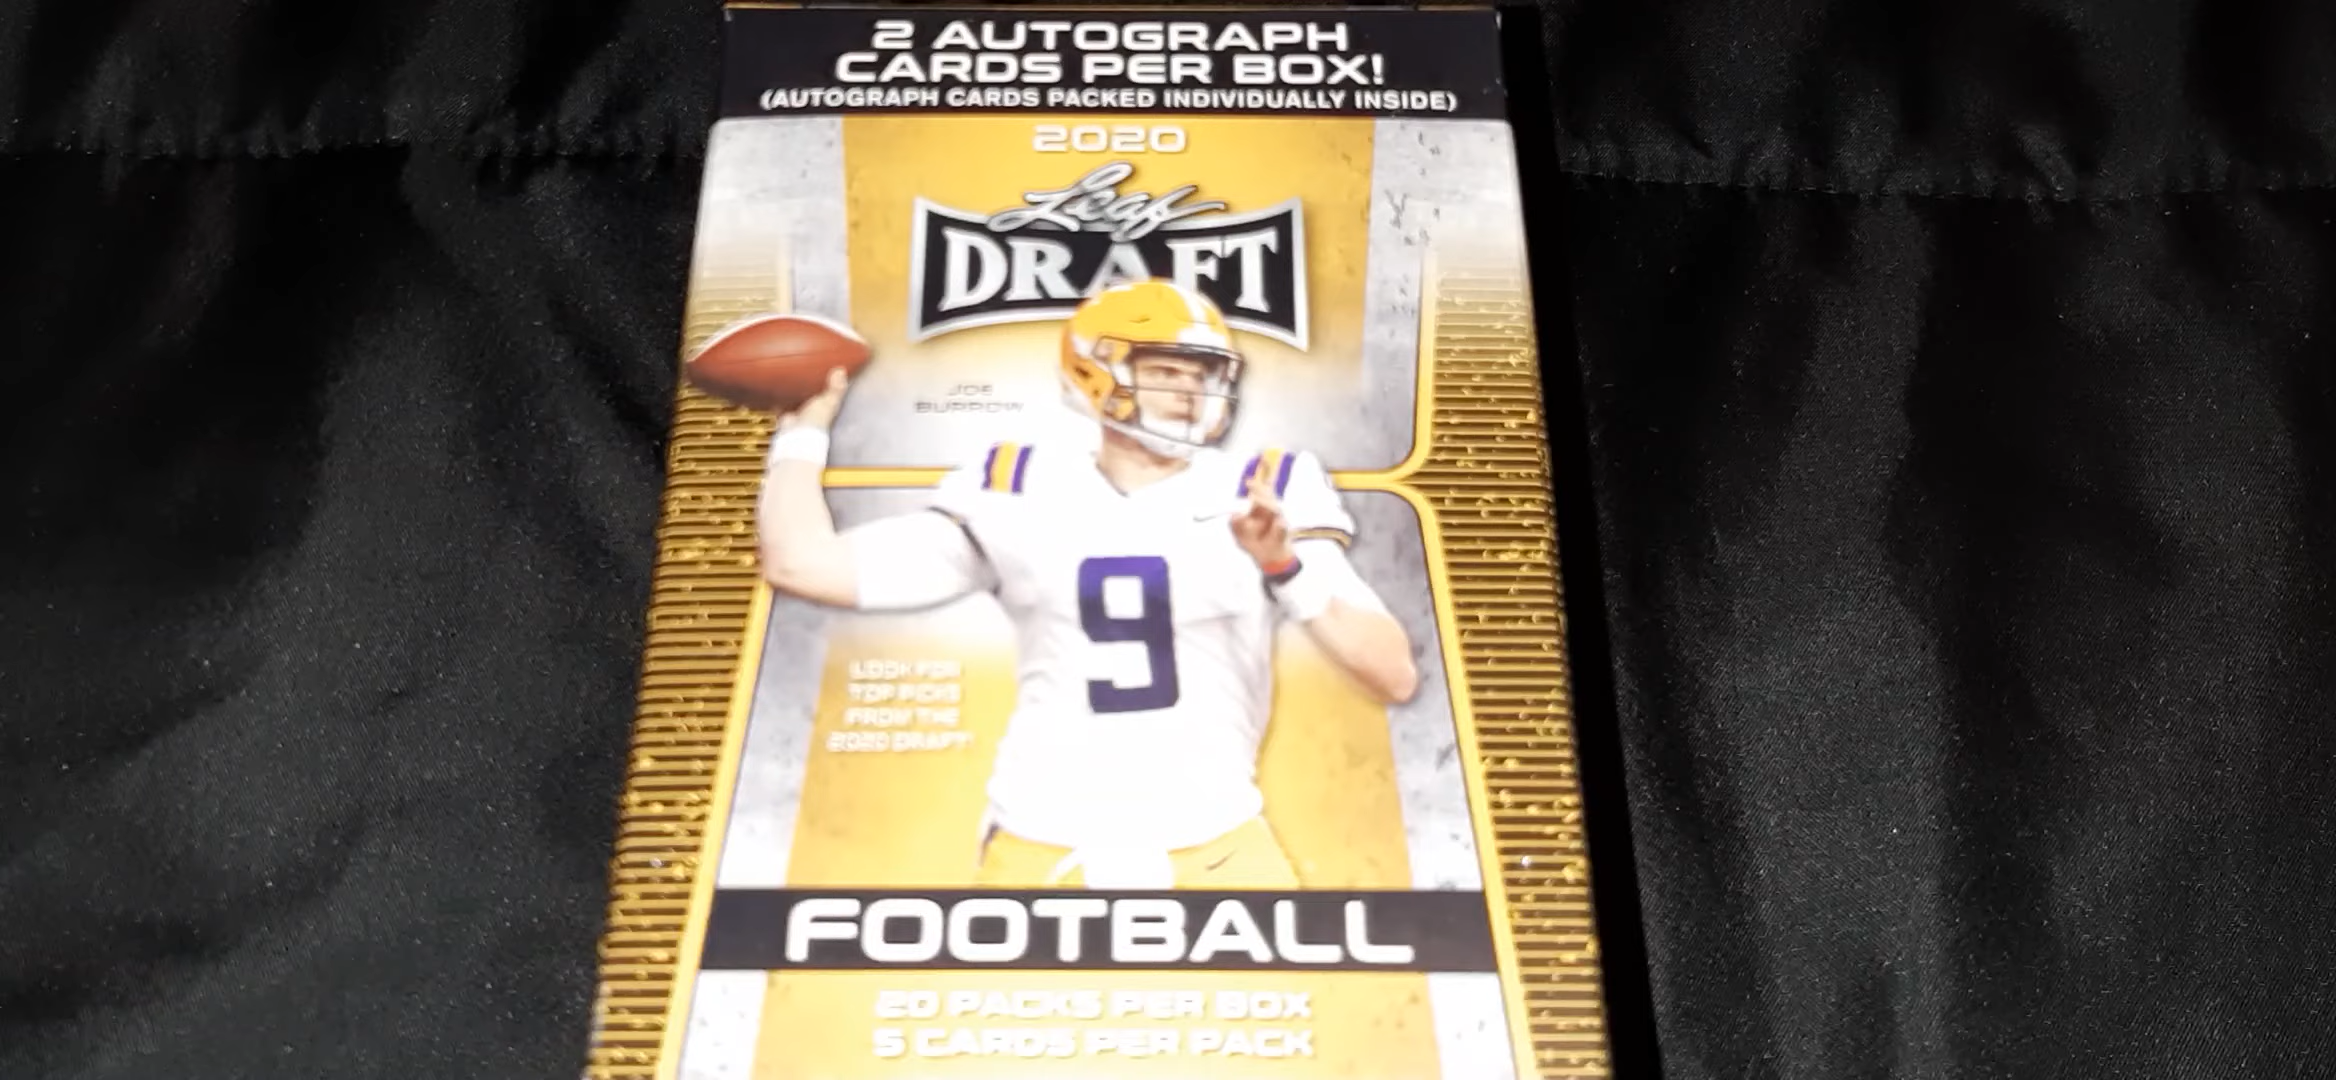 2 AUTOGRAPH
CARDS PER BOX!
(AUTOGRAPH CARDS PACKED INDIVIDUALLY INSIDE)
2020
Leaf
DRAFT
JOE
BURROW
9
LOOK FOR
TOP PICKS
FROM THE
2020 DRAFT!
FOOTBALL
20 PACKS PER BOX
5 CARDS PER PACK